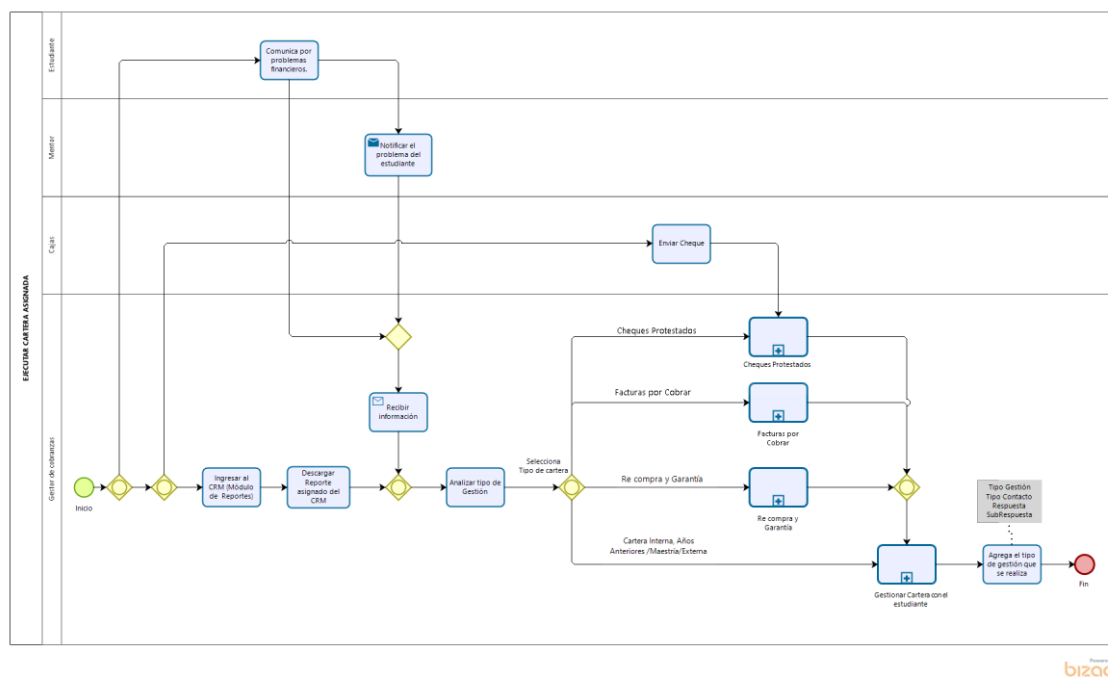 EJECUTAR CARTERA ASIGNADA
Estudiante
Comunica por
problemas
financieros.
Mentor
Notificar el
problema del
estudiante
Cajas
Enviar Cheque
Gestor de cobranzas
Cheques Protestados
Cheques Protestados
Facturas por Cobrar
Facturas por
Cobrar
Recibir
información
Inicio
Ingresar al
CRM (Módulo
de Reportes)
Descargar
Reporte
asignado del
CRM
Analizar tipo de
Gestión
Selecciona
Tipo de cartera
Re compra y Garantía
Re compra y
Garantía
Tipo Gestión
Tipo Contacto
Respuesta
SubRespuesta
Cartera Interna, Años
Anteriores /Maestría/Externa
Gestionar Cartera con el
estudiante
Agrega el tipo
de gestión que
se realiza
Fin
Powere
bizag